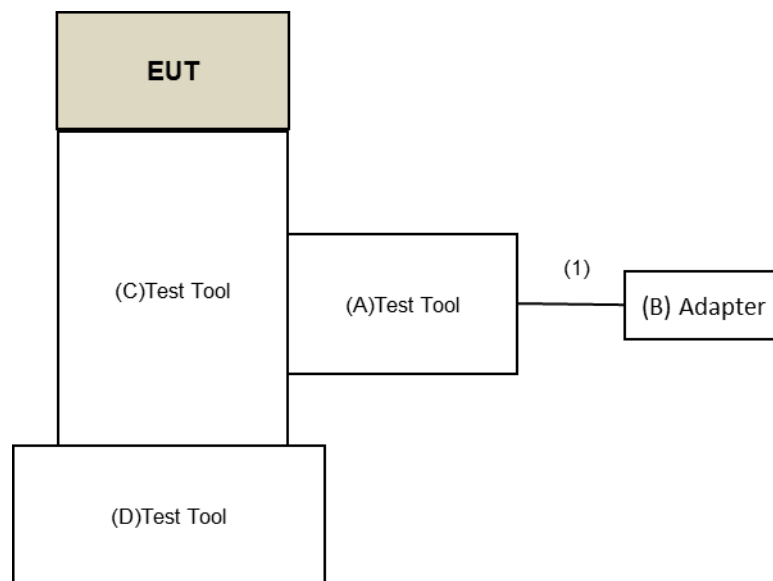 EUT
(C)Test Tool
(A)Test Tool
(1)
(B) Adapter
(D)Test Tool